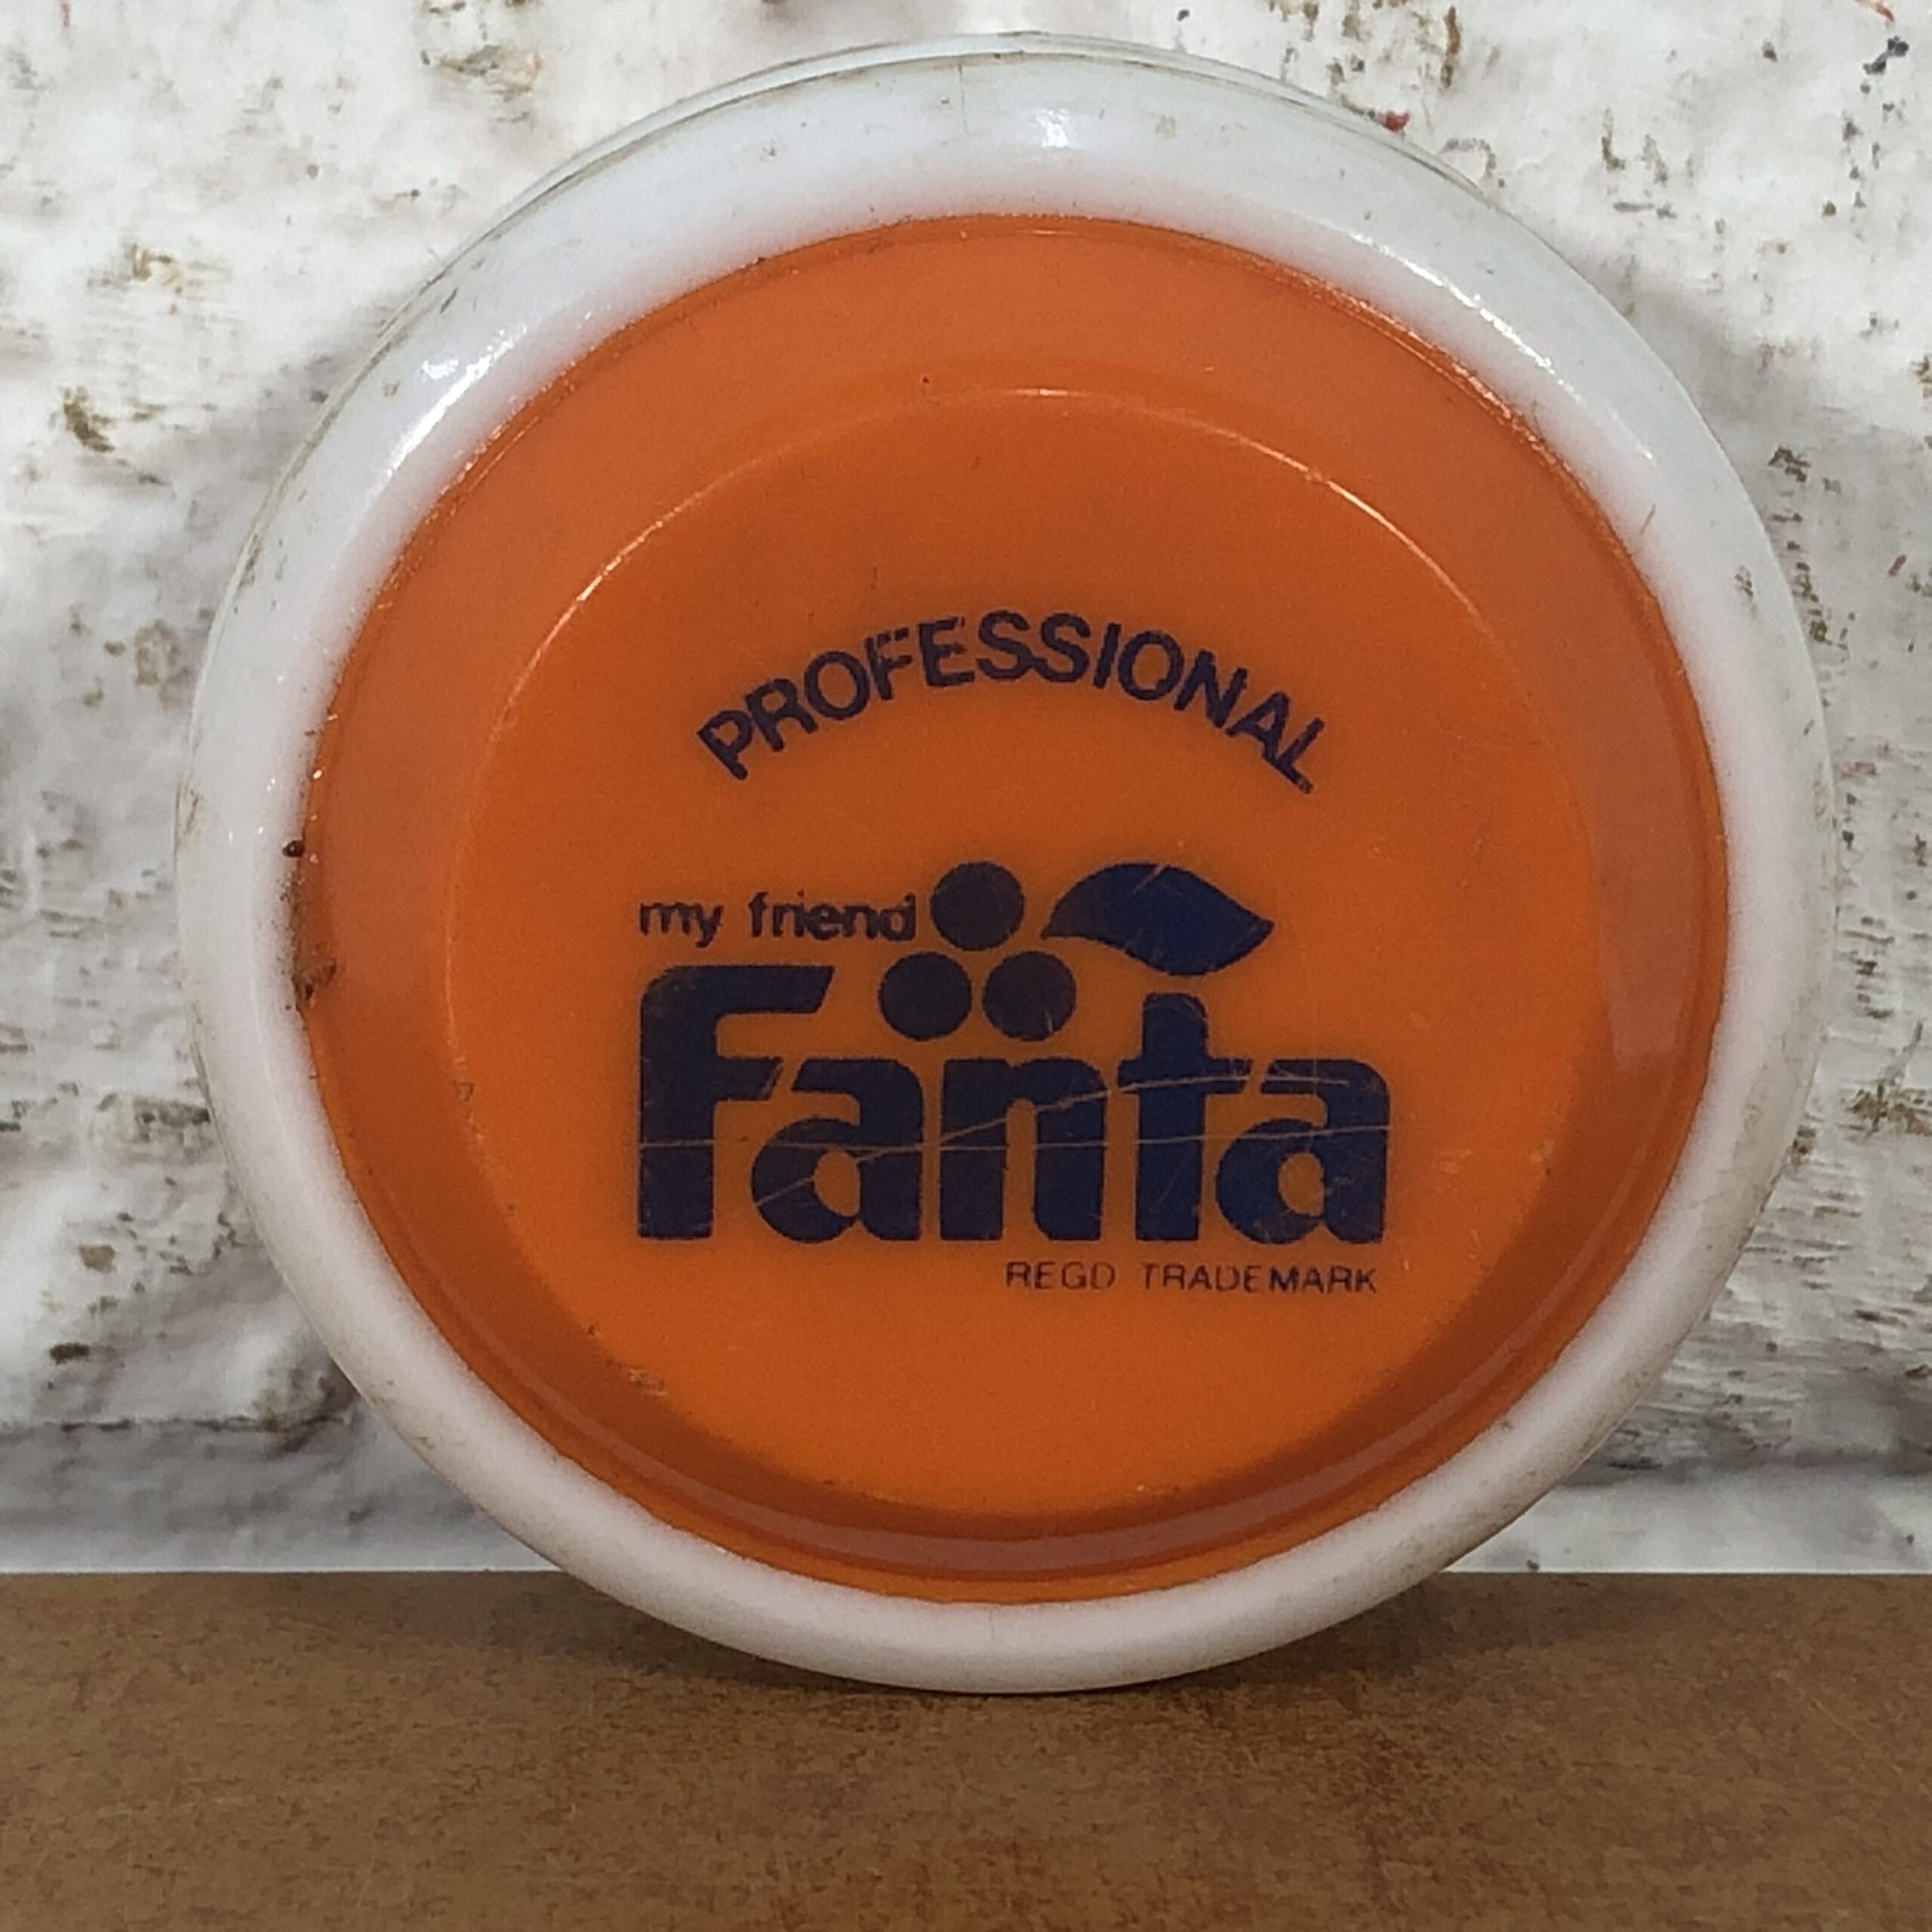 PROFESSIONAL
my friend
Fanta
REGD TRADEMARK